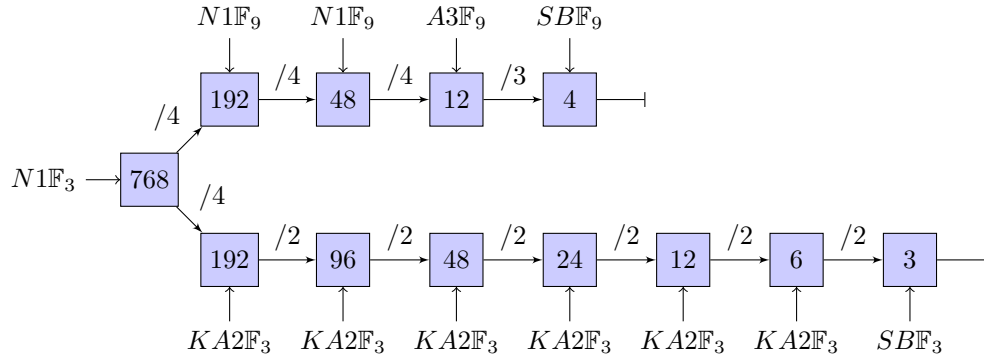 N1𝔽₉ N1𝔽₉ A3𝔽₉ SB𝔽₉
192 /4 48 /4 12 /3 4
/4
N1𝔽₃ 768
/4
192 /2 96 /2 48 /2 24 /2 12 /2 6 /2 3
KA2𝔽₃ KA2𝔽₃ KA2𝔽₃ KA2𝔽₃ KA2𝔽₃ KA2𝔽₃ SB𝔽₃